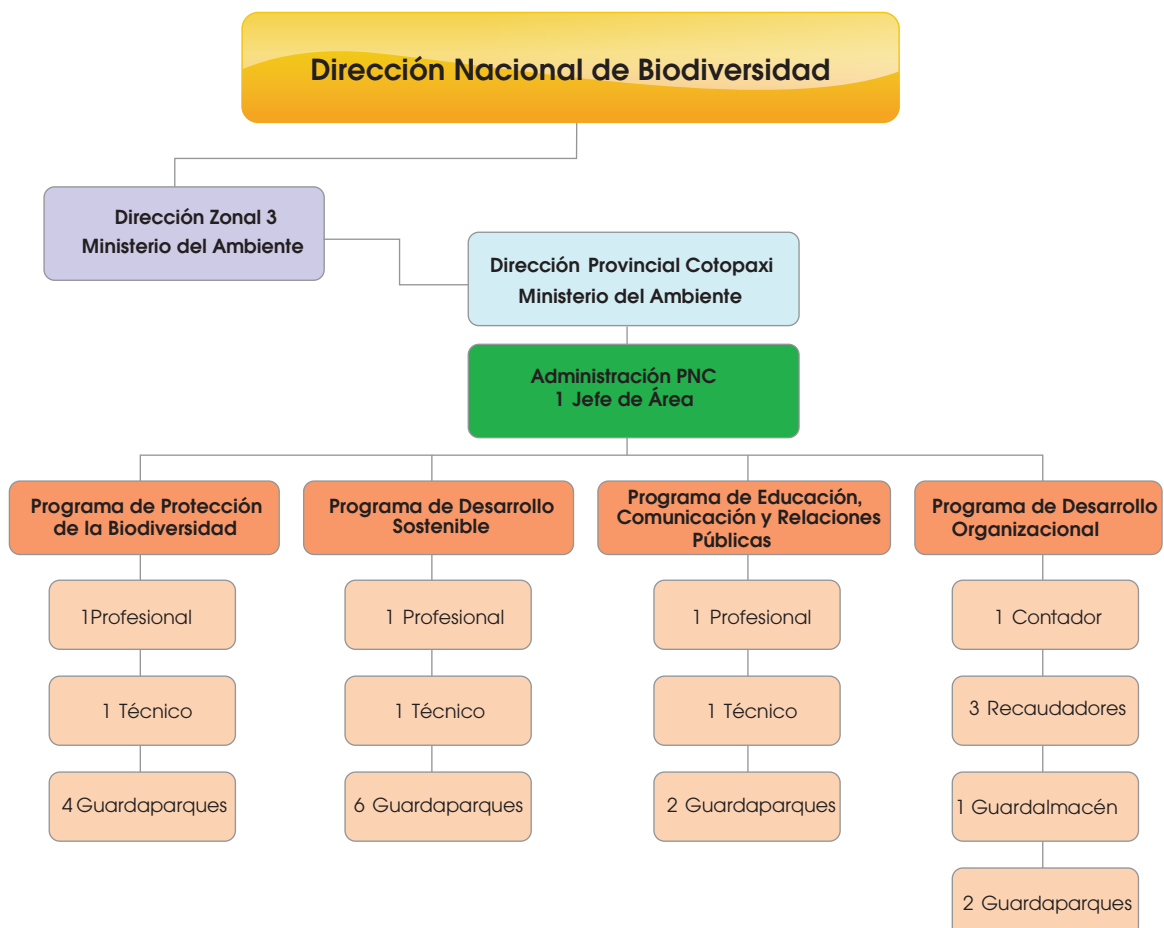 Dirección Nacional de Biodiversidad
Dirección Zonal 3
Ministerio del Ambiente
Dirección Provincial Cotopaxi
Ministerio del Ambiente
Administración PNC
1 Jefe de Área
Programa de Protección
de la Biodiversidad
1Profesional
1 Técnico
4 Guardaparques
Programa de Desarrollo
Sostenible
1 Profesional
1 Técnico
6 Guardaparques
Programa de Educación,
Comunicación y Relaciones
Públicas
1 Profesional
1 Técnico
2 Guardaparques
Programa de Desarrollo
Organizacional
1 Contador
3 Recaudadores
1 Guardalmacén
2 Guardaparques